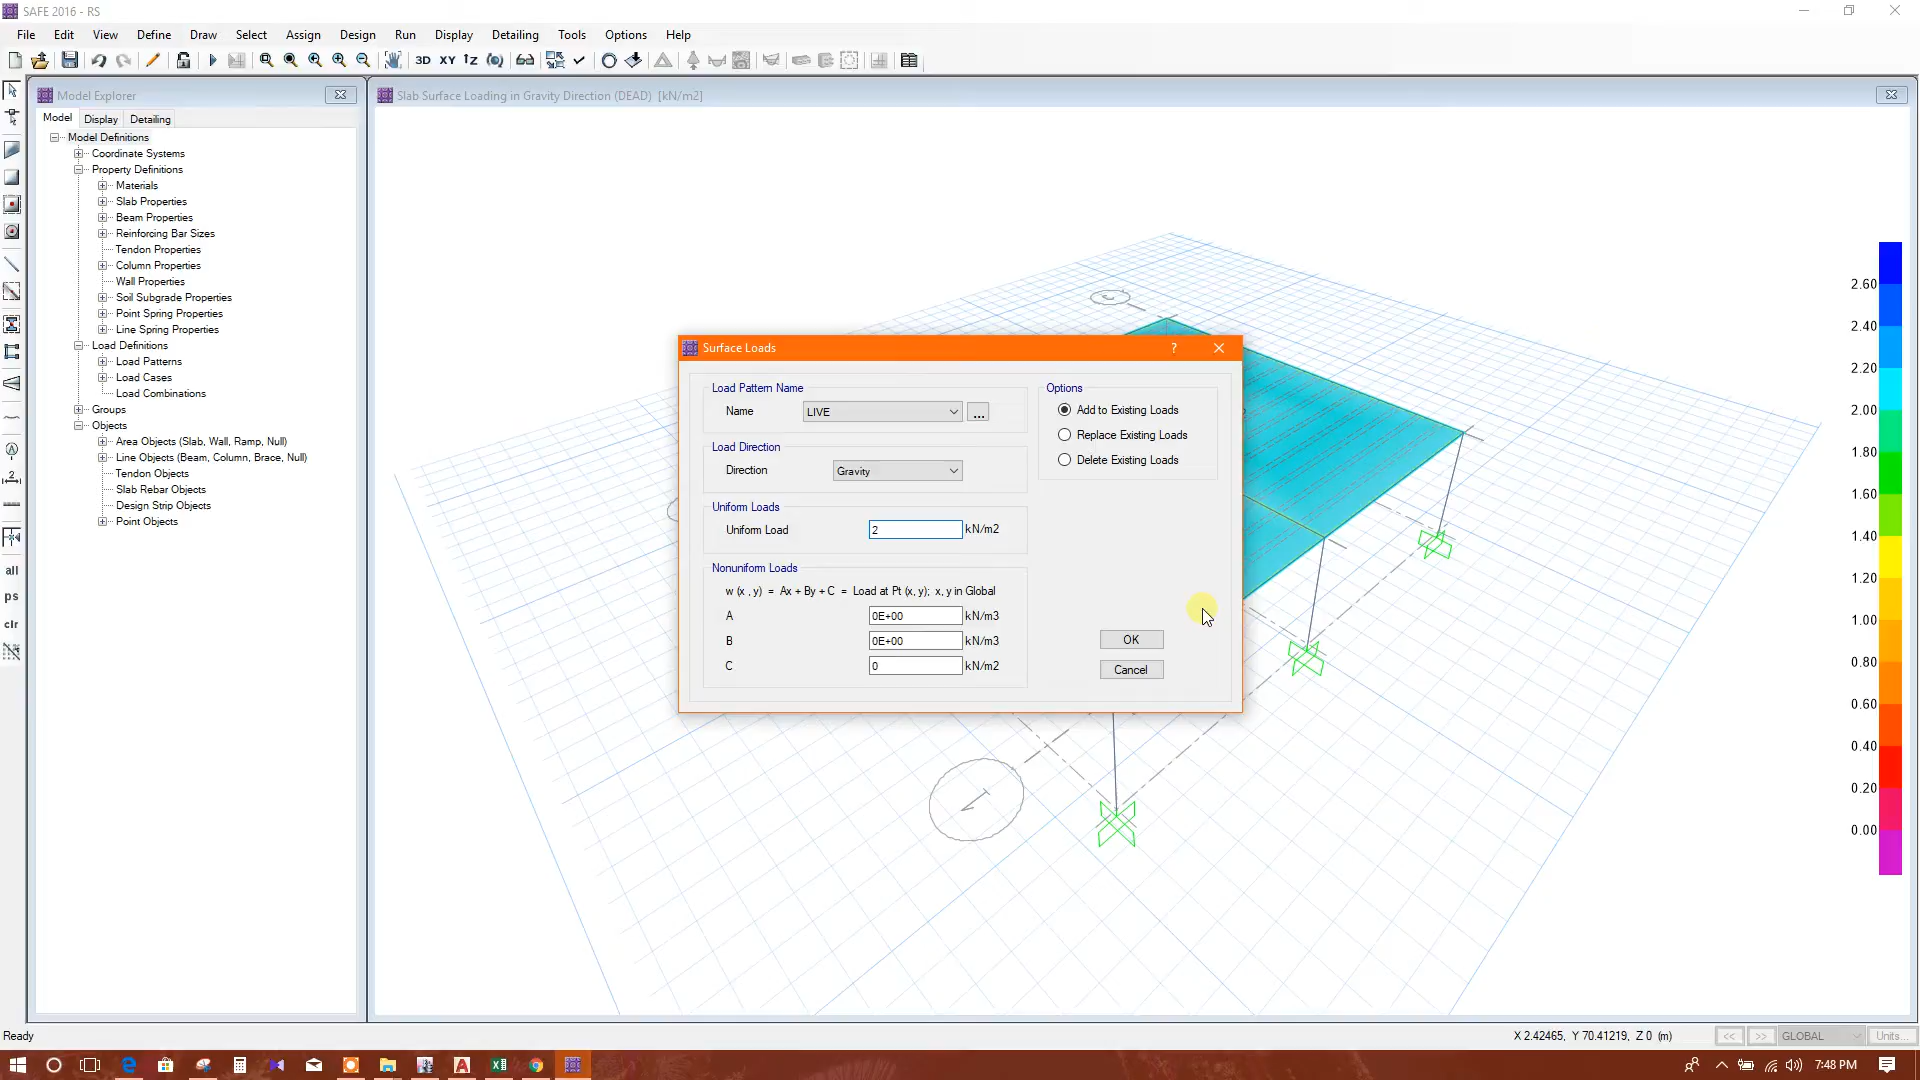 SAFE 2016 - RS
File Edit View Define Draw Select Assign Design Run Display Detailing Tools Options Help
3D XY
Model Explorer
Slab Surface Loading in Gravity Direction (DEAD) [kN/m2]
Model Display Detailing
Model Definitions
Coordinate Systems
Property Definitions
Materials
Slab Properties
Beam Properties
Reinforcing Bar Sizes
Tendon Properties
Column Properties
Wall Properties
Soil Subgrade Properties
Point Spring Properties
Line Spring Properties
Load Definitions
Load Patterns
Load Cases
Load Combinations
Groups
Objects
Area Objects (Slab, Wall, Ramp, Null)
Line Objects (Beam, Column, Brace, Null)
Tendon Objects
Slab Rebar Objects
Design Strip Objects
Point Objects
all
ps
clr
Surface Loads
?
Load Pattern Name
Name LIVE ...
Load Direction
Direction Gravity
Uniform Loads
Uniform Load 2 kN/m2
Nonuniform Loads
w (x , y) = Ax + By + C = Load at Pt (x, y); x, y in Global
A 0E+00 kN/m3
B 0E+00 kN/m3
C 0 kN/m2
Options
Add to Existing Loads
Replace Existing Loads
Delete Existing Loads
OK
Cancel
C
1
2.60
2.40
2.20
2.00
1.80
1.60
1.40
1.20
1.00
0.80
0.60
0.40
0.20
0.00
Ready
X 2.42465, Y 70.41219, Z 0 (m)
<< >> GLOBAL Units...
7:48 PM